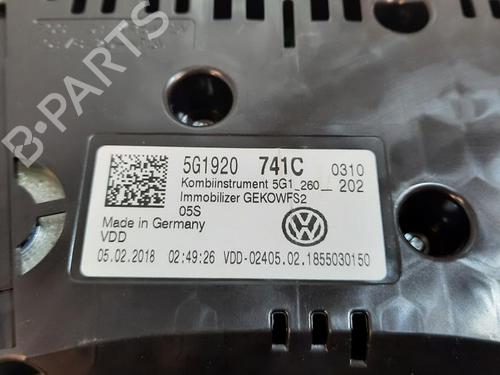 5G1920 741C 0310
Kombiinstrument 5G1_260__ 202
Immobilizer GEKOWFS2
05S
Made in Germany
VDD
05.02.2018 02:49:26 VDD-02405.02.1855030150
B-PARTS